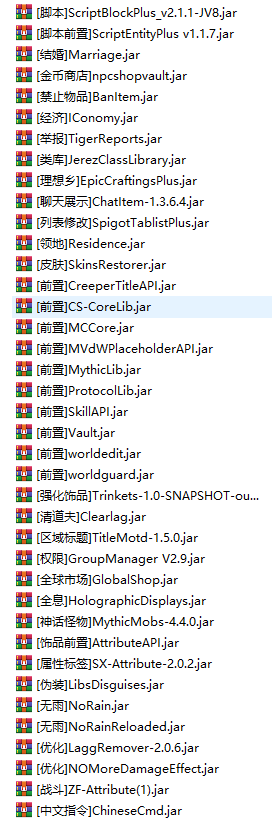 [脚本]ScriptBlockPlus_v2.1.1-JV8.jar
[脚本前置]ScriptEntityPlus v1.1.7.jar
[结婚]Marriage.jar
[金币商店]npcshopvault.jar
[禁止物品]BanItem.jar
[经济]IConomy.jar
[举报]TigerReports.jar
[类库]JerezClassLibrary.jar
[理想乡]EpicCraftingsPlus.jar
[聊天展示]ChatItem-1.3.6.4.jar
[列表修改]SpigotTablistPlus.jar
[领地]Residence.jar
[皮肤]SkinsRestorer.jar
[前置]CreeperTitleAPI.jar
[前置]CS-CoreLib.jar
[前置]MCCore.jar
[前置]MVdWPlaceholderAPI.jar
[前置]MythicLib.jar
[前置]ProtocolLib.jar
[前置]SkillAPI.jar
[前置]Vault.jar
[前置]worldedit.jar
[前置]worldguard.jar
[强化饰品]Trinkets-1.0-SNAPSHOT-ou...
[清道夫]Clearlag.jar
[区域标题]TitleMotd-1.5.0.jar
[权限]GroupManager V2.9.jar
[全球市场]GlobalShop.jar
[全息]HolographicDisplays.jar
[神话怪物]MythicMobs-4.4.0.jar
[饰品前置]AttributeAPI.jar
[属性标签]SX-Attribute-2.0.2.jar
[伪装]LibsDisguises.jar
[无雨]NoRain.jar
[无雨]NoRainReloaded.jar
[优化]LaggRemover-2.0.6.jar
[优化]NOMoreDamageEffect.jar
[战斗]ZF-Attribute(1).jar
[中文指令]ChineseCmd.jar